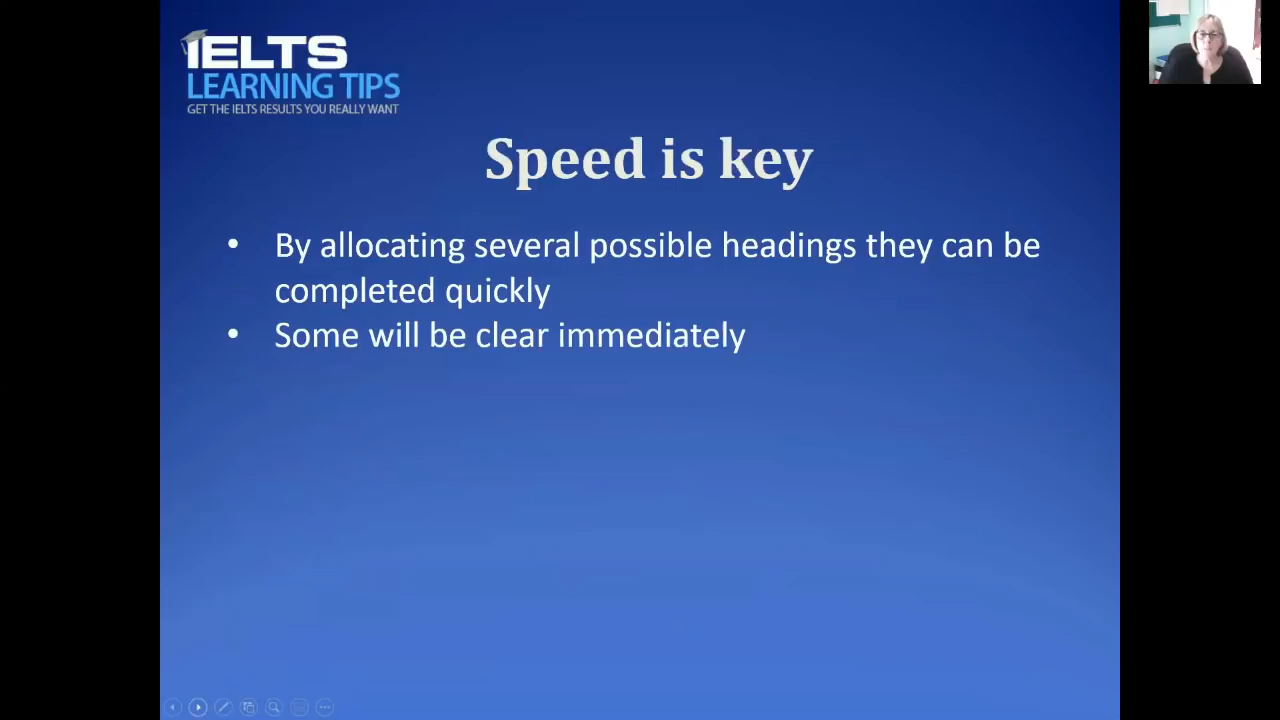 IELTS
LEARNING TIPS
GET THE IELTS RESULTS YOU REALLY WANT
Speed is key
• By allocating several possible headings they can be
completed quickly
• Some will be clear immediately